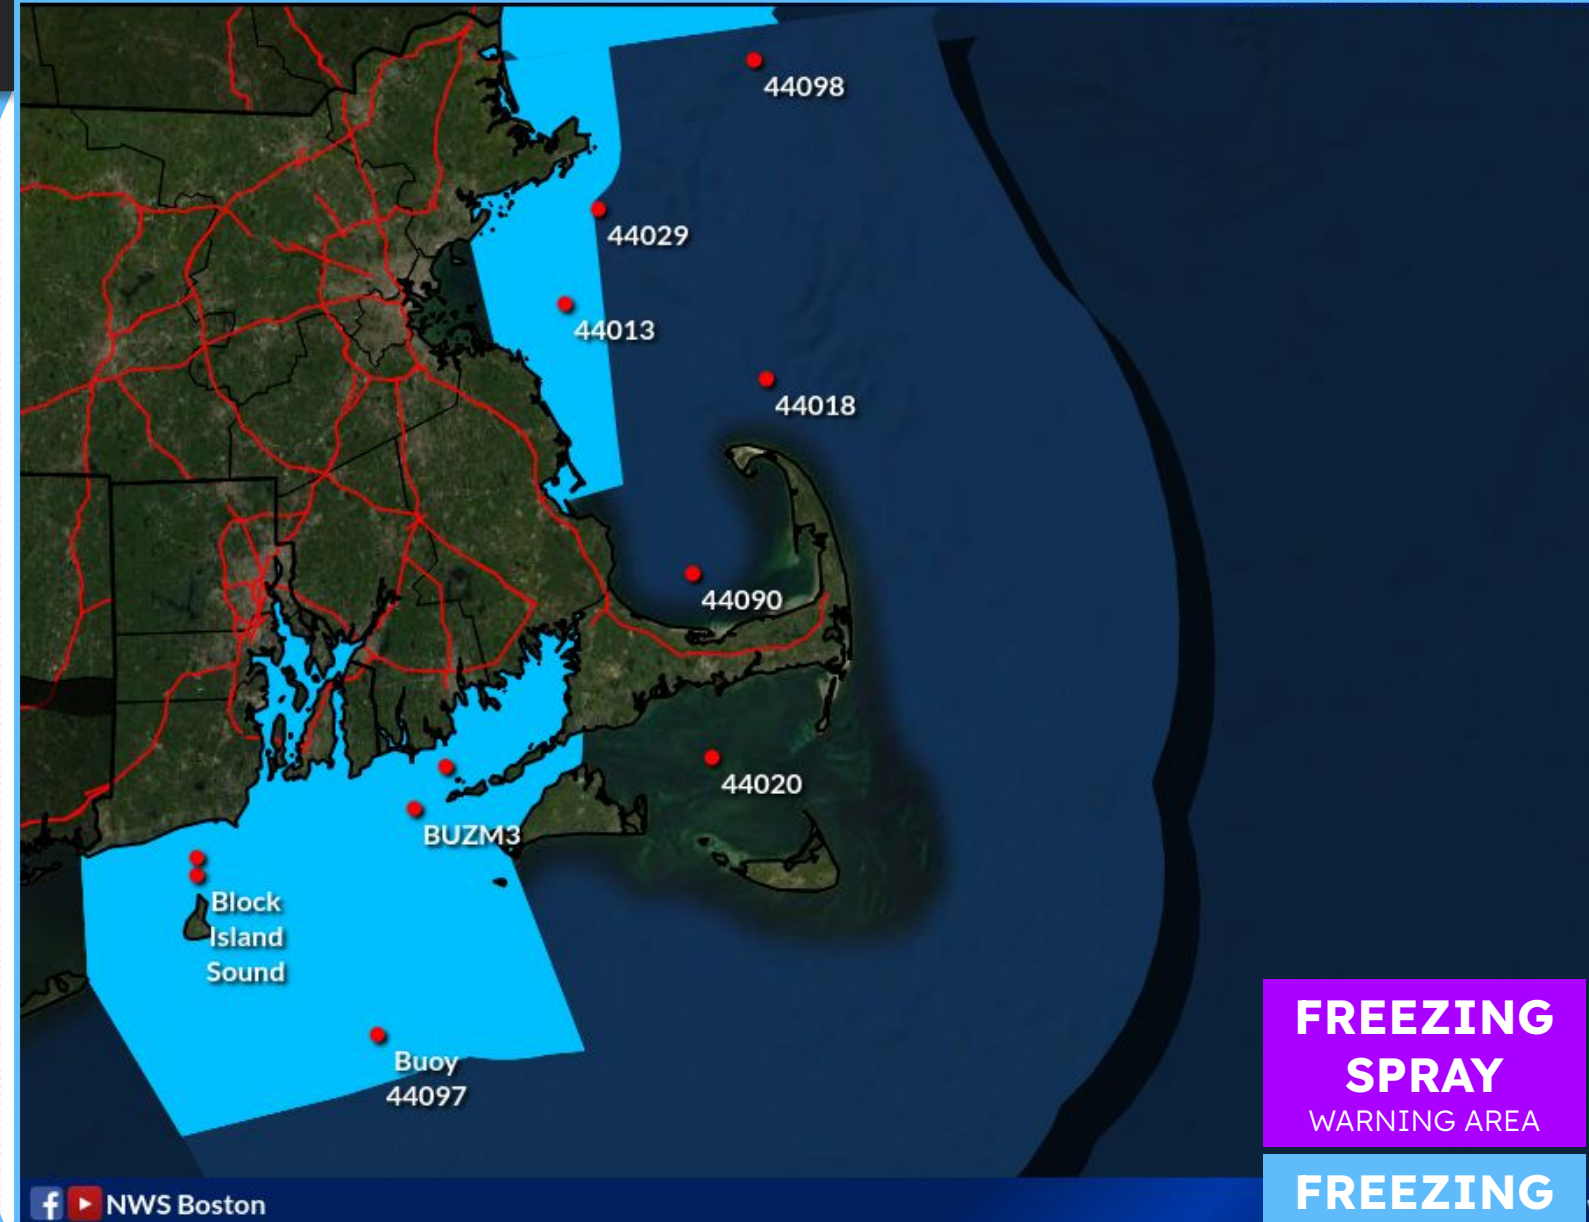 44098
44029
44013
44018
44090
44020
BUZM3
Block
Island
Sound
Buoy
44097
FREEZING
SPRAY
WARNING AREA
FREEZING
NWS Boston